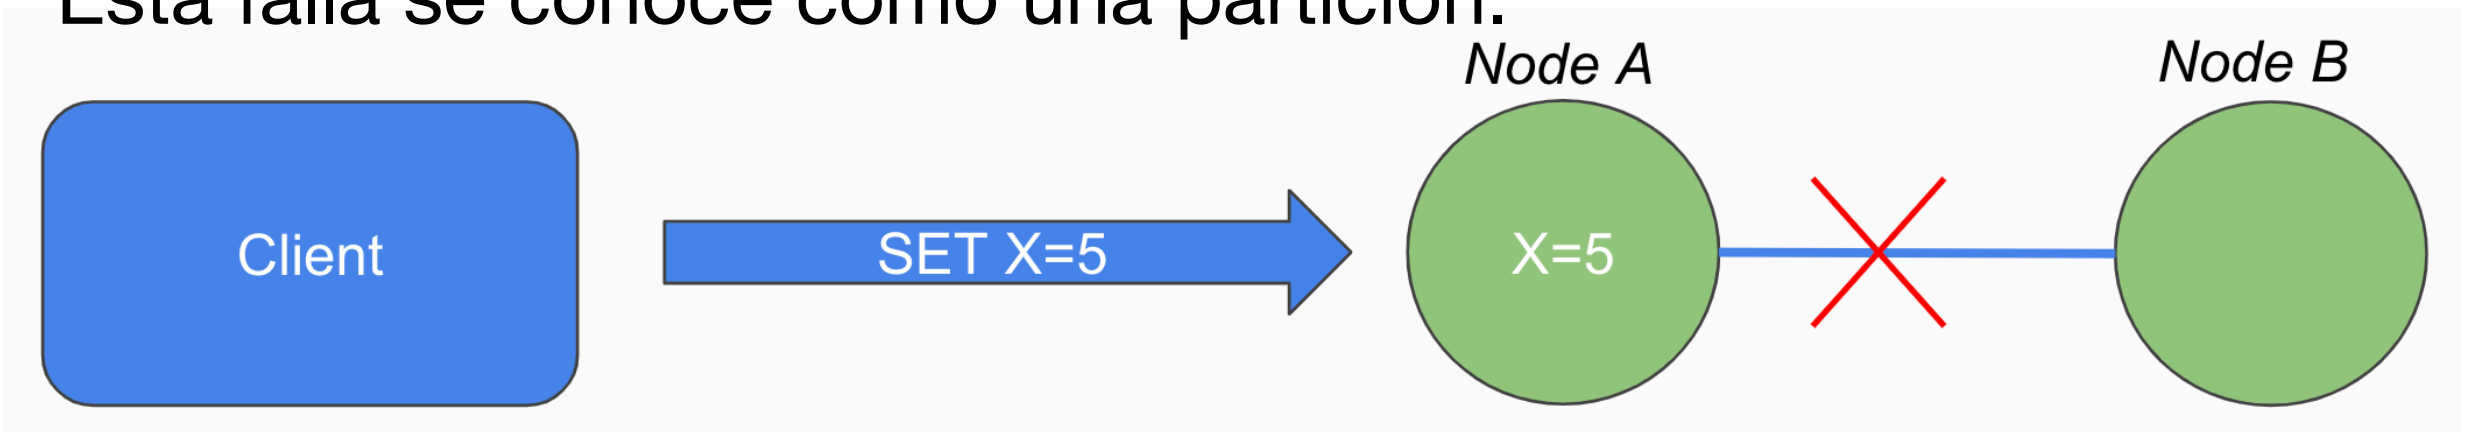 Esta falla se conoce como una partición.
Node A
Node B
Client
SET X=5
X=5